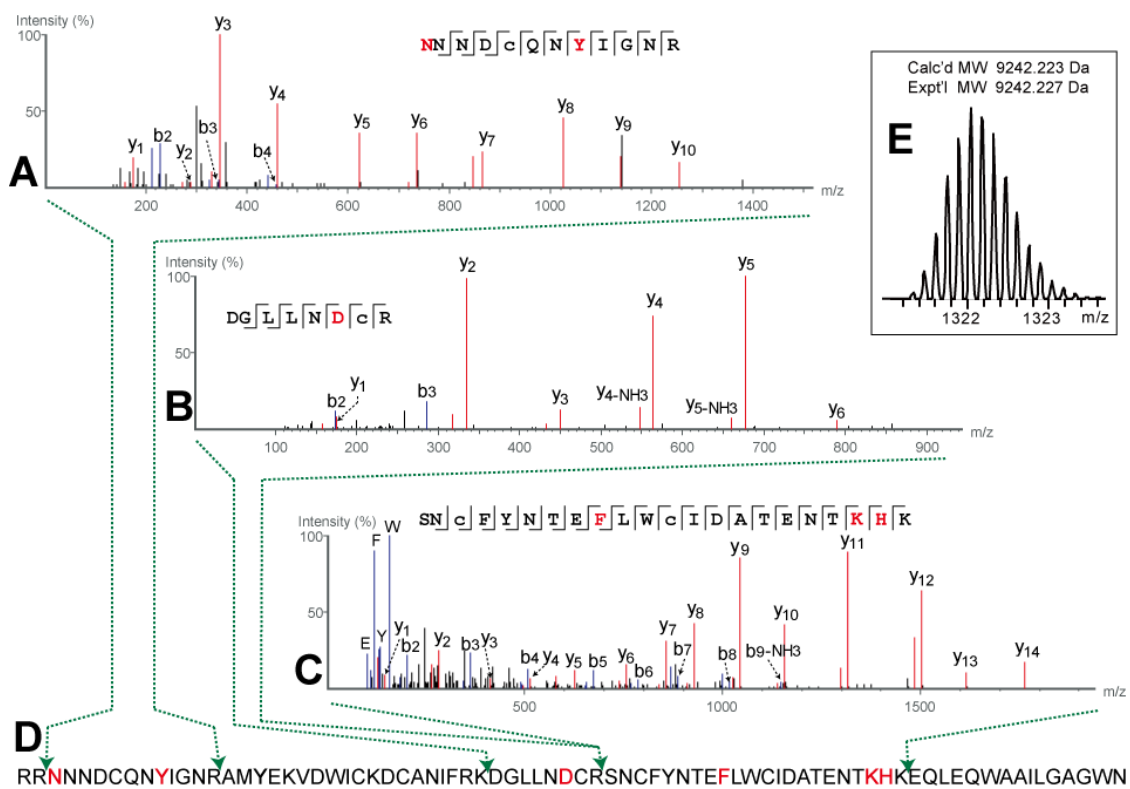 Intensity (%)
100
50
y3
y4
y5
y6
y7
y8
y9
y10
y1
b2
y2
b3
b4
NNNDcQNYIGNR
A
200 400 600 800 1000 1200 1400 m/z
Calc'd MW 9242.223 Da
Expt'l MW 9242.227 Da
E
1322 1323 m/z
Intensity (%)
100
50
DGLLNDcR
B
b2
y1
b3
y2
y3
y4-NH3
y4
y5-NH3
y5
y6
100 200 300 400 500 600 700 800 900 m/z
SNcFYNTEFLWcIDATENTKHK
Intensity (%)
100
50
C
F
W
E
Y
y1
b2
y2
b3
y3
b4
y4
y5
b5
y6
b6
y7
b7
y8
b8
y9
b9-NH3
y10
y11
y12
y13
y14
500 1000 1500 m/z
D
RRNNNDCQNYIGNRAMYEKVDWICKDCANIFRKDGLLNDCRSNCFYNTEFLWCIDATENTKHKEQLEQWAAILGAGWN